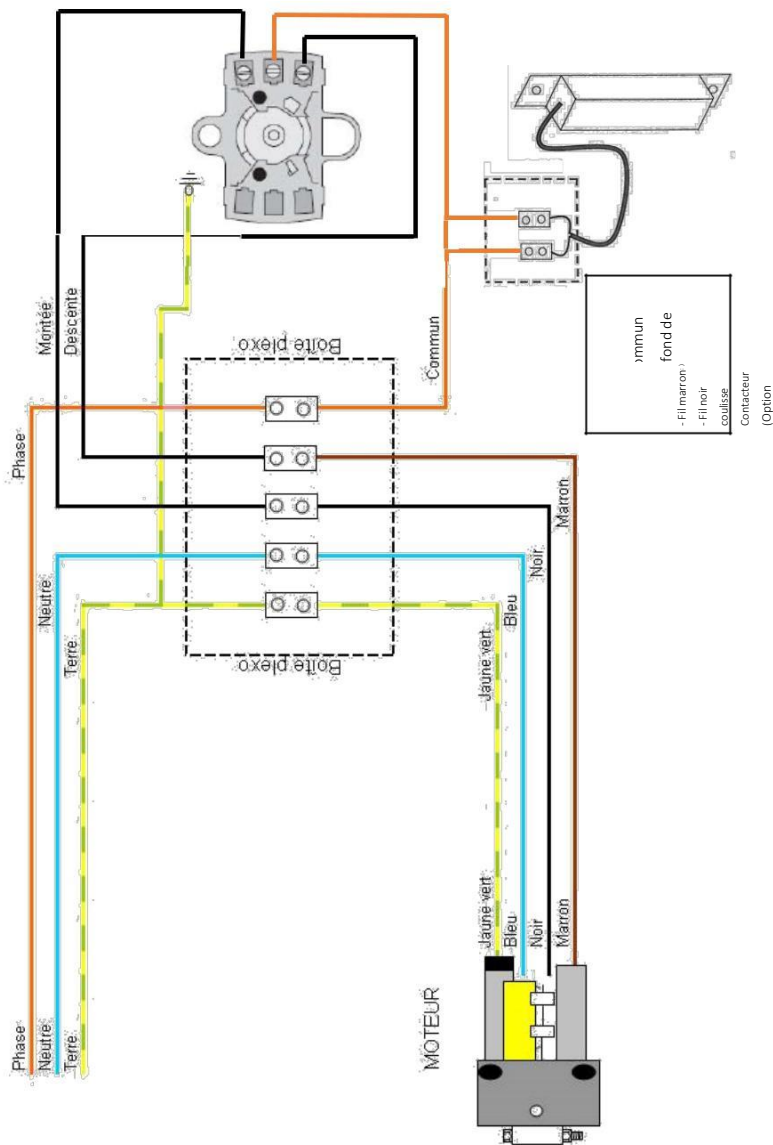 Montée
Descente
Boîte plexo
Commun
Phase
Neutre
Terre
Marron
Noir
Bleu
Jaune vert
Boîte plexo
Phase
Neutre
Terre
MOTEUR
Jaune vert
Bleu
Noir
Marron
fond de
- Fil marron
- Fil noir
coulisse
Contacteur
(Option